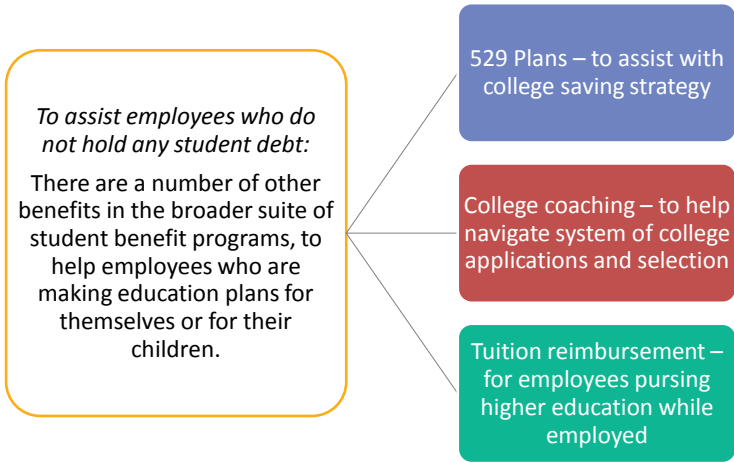 To assist employees who do
not hold any student debt:
There are a number of other
benefits in the broader suite of
student benefit programs, to
help employees who are
making education plans for
themselves or for their
children.
529 Plans – to assist with
college saving strategy
College coaching – to help
navigate system of college
applications and selection
Tuition reimbursement –
for employees pursing
higher education while
employed